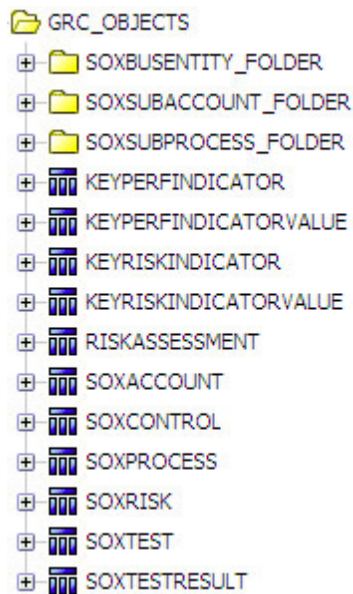 GRC_OBJECTS
SOXBUSENTITY_FOLDER
SOXSUBACCOUNT_FOLDER
SOXSUBPROCESS_FOLDER
KEYPERFINDICATOR
KEYPERFINDICATORVALUE
KEYRISKINDICATOR
KEYRISKINDICATORVALUE
RISKASSESSMENT
SOXACCOUNT
SOXCONTROL
SOXPROCESS
SOXRISK
SOXTEST
SOXTESTRESULT